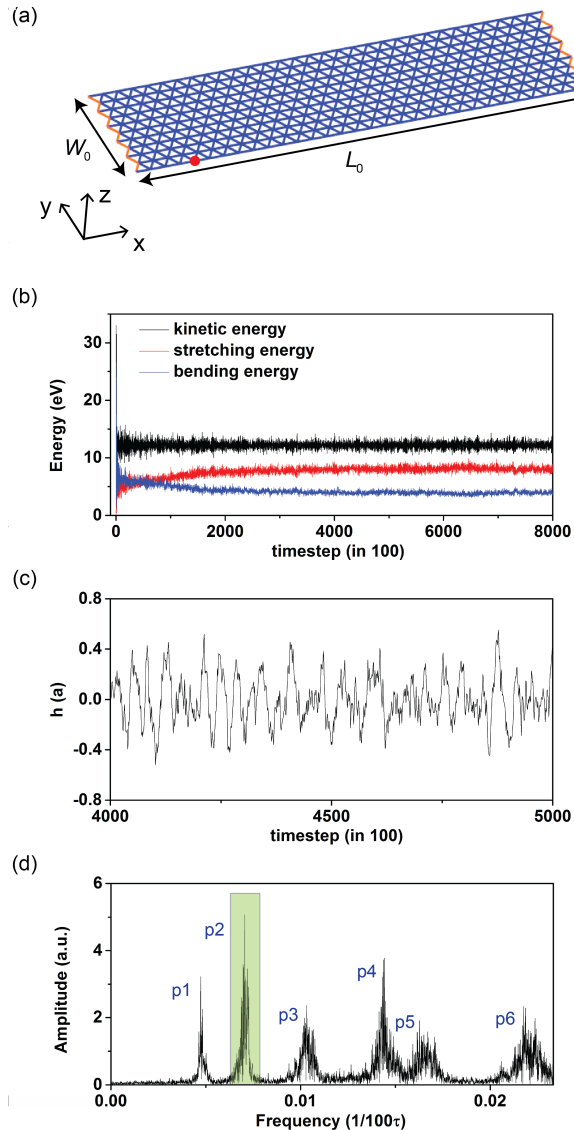 (a)
W0
L0
y
z
x
(b)
30
20
10
0
Energy (eV)
kinetic energy
stretching energy
bending energy
0
2000
4000
6000
8000
timestep (in 100)
(c)
0.8
0.4
0.0
-0.4
-0.8
h (a)
4000
4500
5000
timestep (in 100)
(d)
6
4
2
0
Amplitude (a.u.)
p1
p2
p3
p4
p5
p6
0.00
0.01
0.02
Frequency (1/100τ)